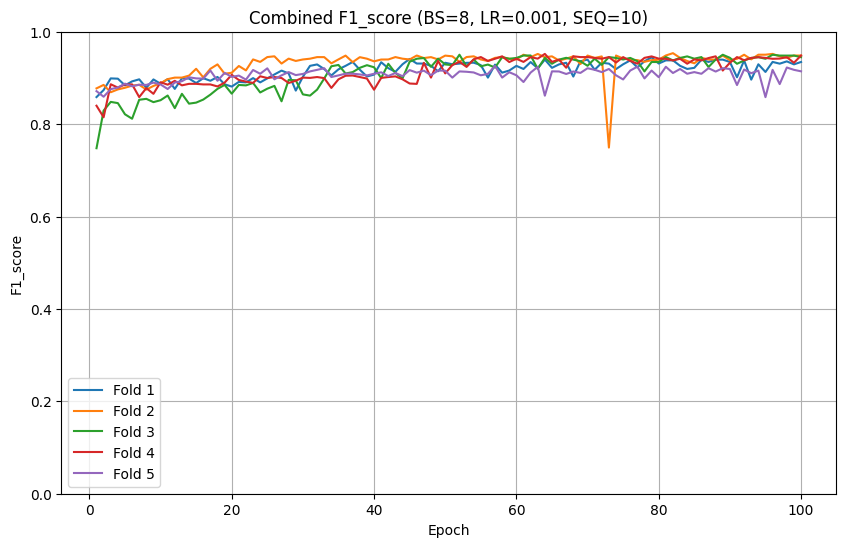 Combined F1_score (BS=8, LR=0.001, SEQ=10)
F1_score
1.0
0.8
0.6
0.4
0.2
0.0
Fold 1
Fold 2
Fold 3
Fold 4
Fold 5
0 20 40 60 80 100
Epoch